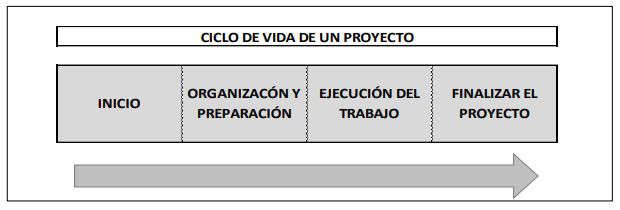 CICLO DE VIDA DE UN PROYECTO
INICIO
ORGANIZACÓN Y
PREPARACIÓN
EJECUCIÓN DEL
TRABAJO
FINALIZAR EL
PROYECTO